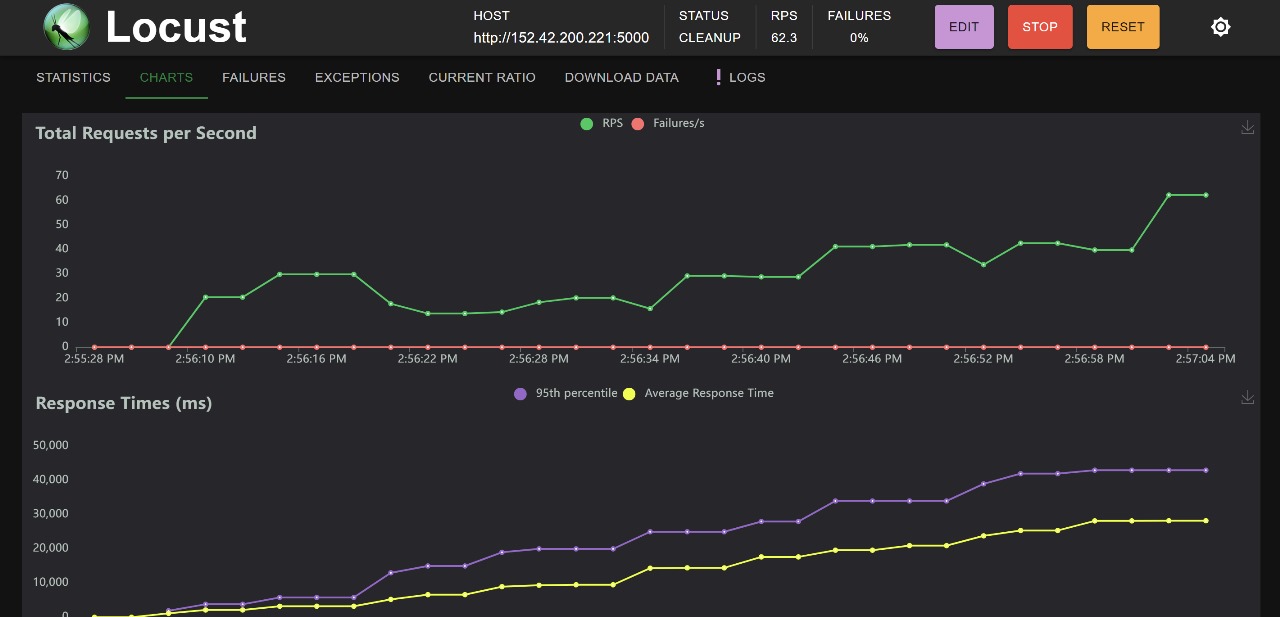 Locust
HOST
http://152.42.200.221:5000
STATUS
CLEANUP
RPS
62.3
FAILURES
0%
EDIT
STOP
RESET
STATISTICS
CHARTS
FAILURES
EXCEPTIONS
CURRENT RATIO
DOWNLOAD DATA
! LOGS
Total Requests per Second
RPS
Failures/s
70
60
50
40
30
20
10
0
2:55:28 PM
2:56:10 PM
2:56:16 PM
2:56:22 PM
2:56:28 PM
2:56:34 PM
2:56:40 PM
2:56:46 PM
2:56:52 PM
2:56:58 PM
2:57:04 PM
Response Times (ms)
95th percentile
Average Response Time
50,000
40,000
30,000
20,000
10,000
0